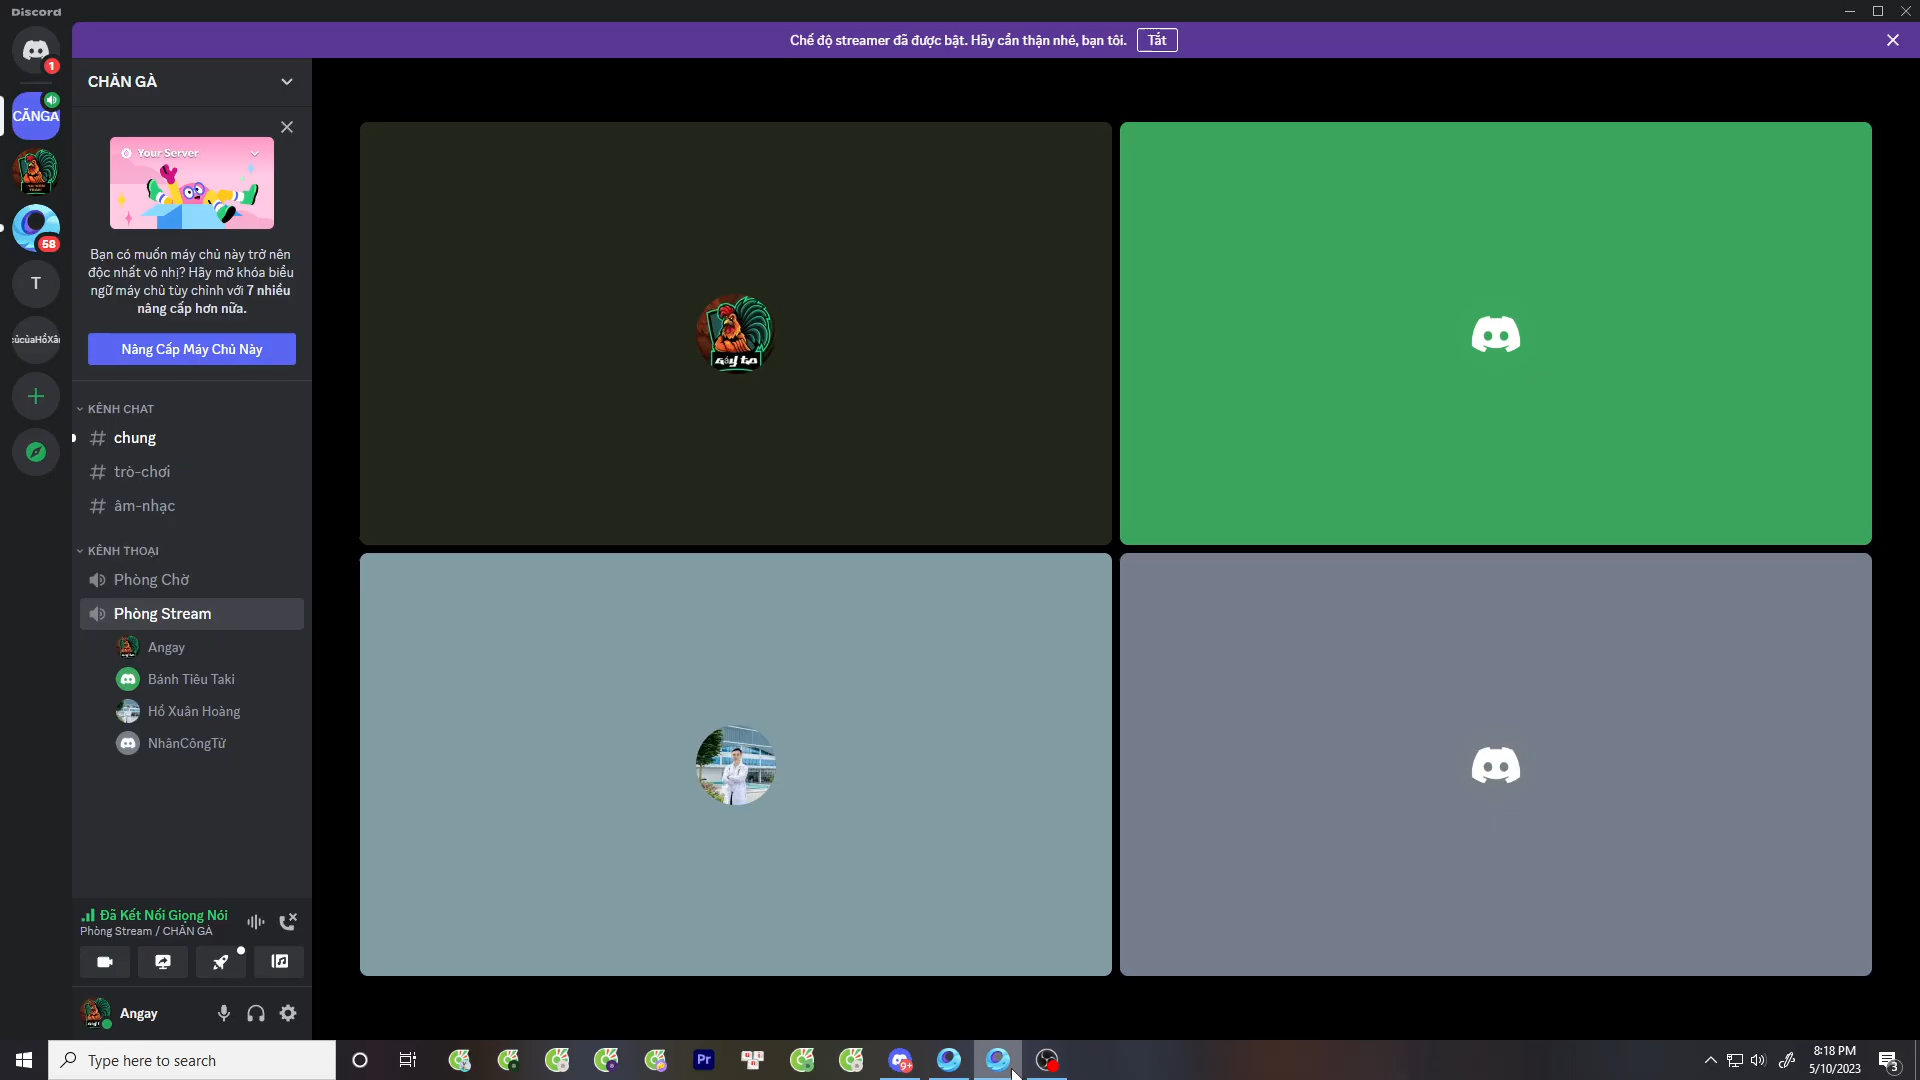 Discord
Chế độ streamer đã được bật. Hãy cẩn thận nhé, bạn tôi.
Tắt
1
CHĂN GÀ
CĂNGA
Your Server
58
Bạn có muốn máy chủ này trở nên
độc nhất vô nhị? Hãy mở khóa biểu
ngữ máy chủ tùy chỉnh với 7 nhiều
nâng cấp hơn nữa.
T
Nâng Cấp Máy Chủ Này
KÊNH CHAT
chung
trò-chơi
âm-nhạc
KÊNH THOẠI
Phòng Chờ
Phòng Stream
Angay
Bánh Tiêu Taki
Hồ Xuân Hoàng
NhânCôngTử
Đã Kết Nối Giọng Nói
Phòng Stream / CHĂN GÀ
Angay
Type here to search
Pr
9+
8:18 PM
5/10/2023
3